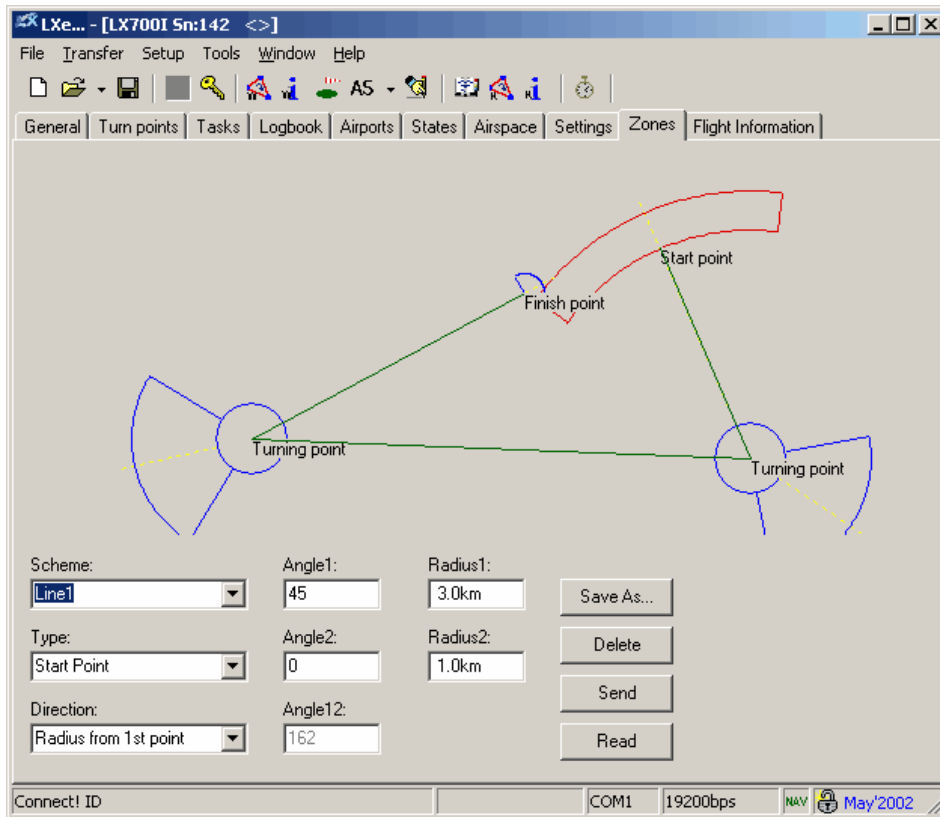 LXe... - [LX700I Sn:142 <>]
File Transfer Setup Tools Window Help
AS
General Turn points Tasks Logbook Airports States Airspace Settings Zones Flight Information
Start point
Finish point
Turning point
Turning point
Scheme: Angle1: Radius1:
Line1 45 3.0km Save As...
Type: Angle2: Radius2: Delete
Start Point 0 1.0km
Send
Direction: Angle12:
Radius from 1st point 162 Read
Connect! ID COM1 19200bps NAV May'2002